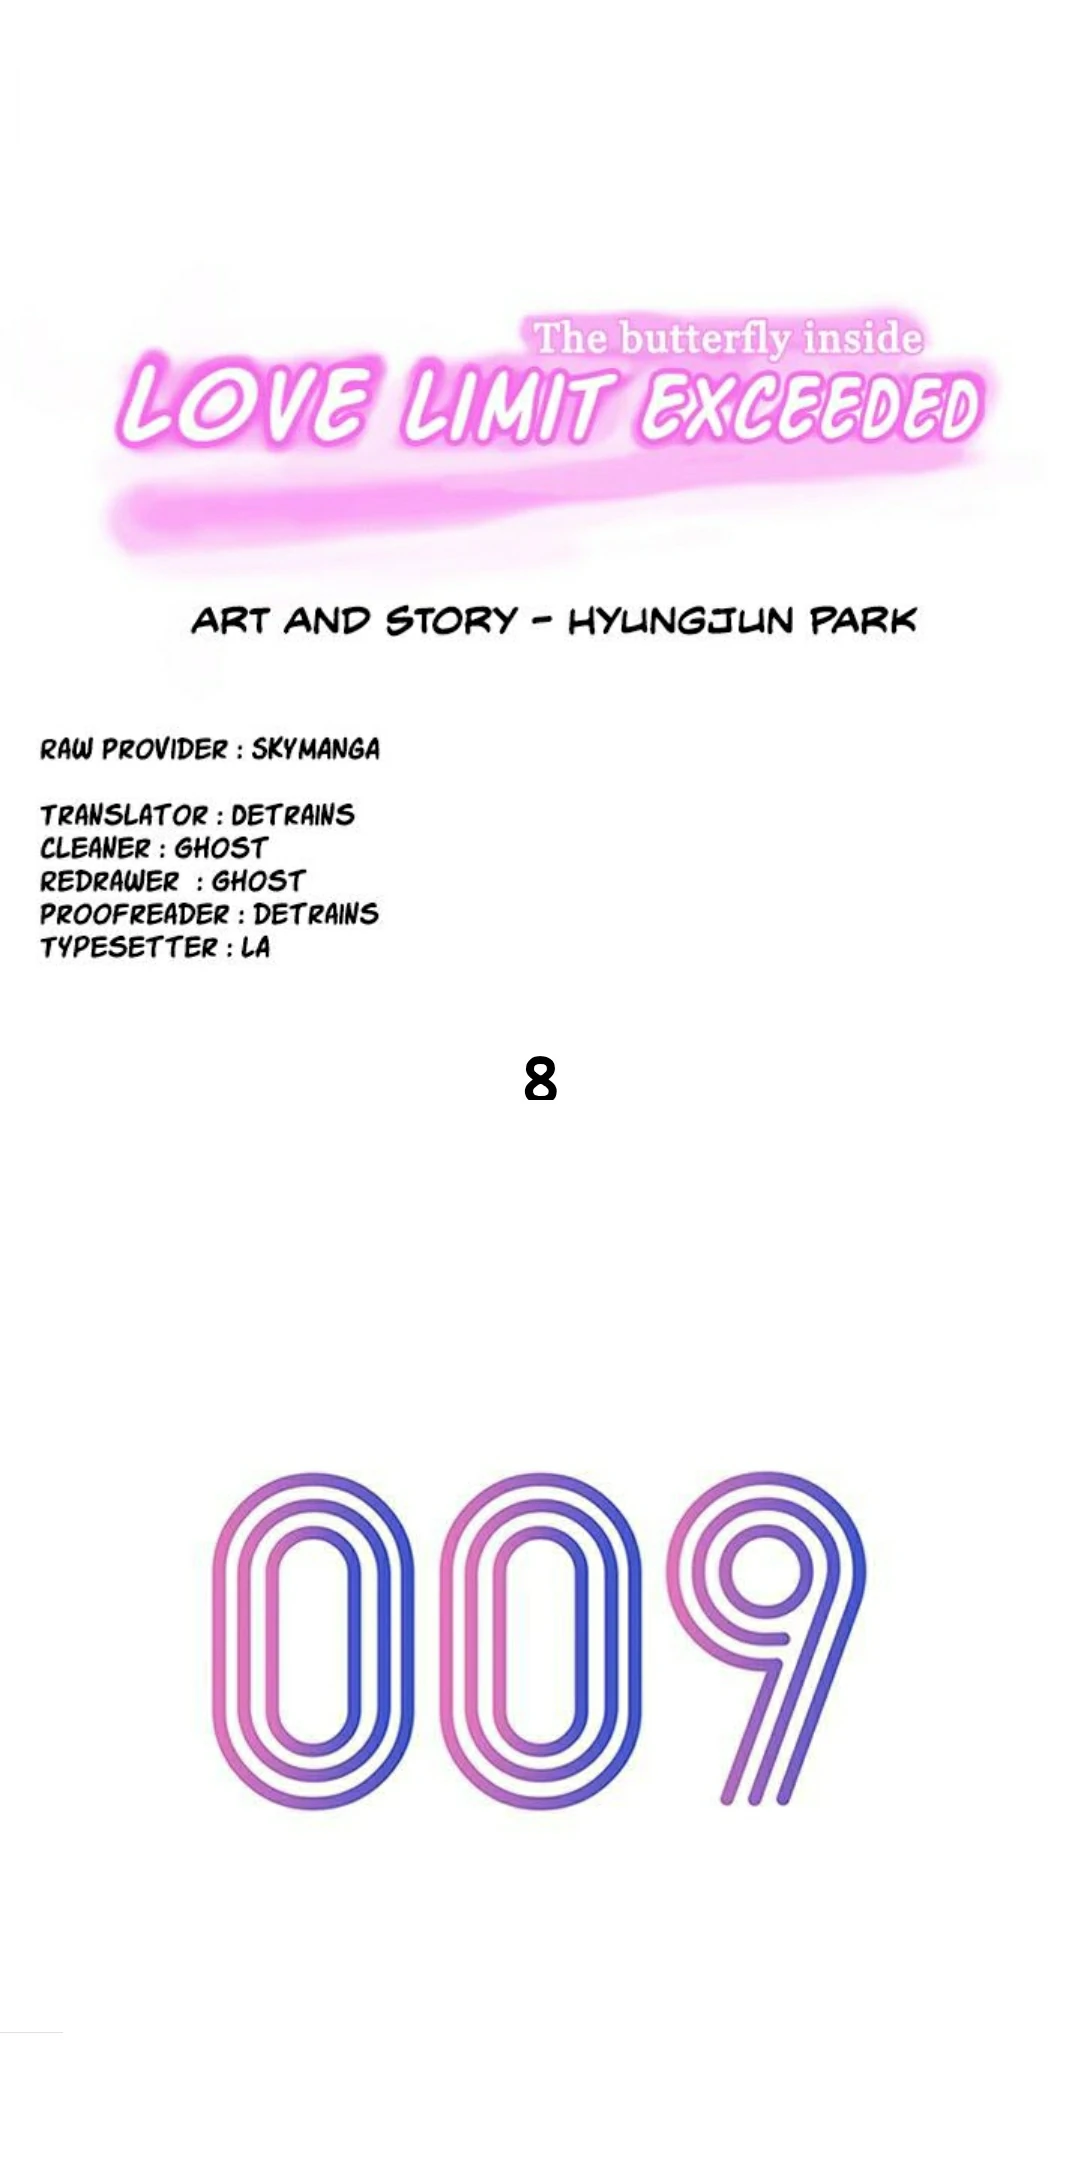 The butterfly inside
LOVE LIMIT EXCEEDED
ART AND STORY - HYUNGJUN PARK
RAW PROVIDER : SKYMANGA
TRANSLATOR : DETRAINS
CLEANER : GHOST
REDRAWER : GHOST
PROOFREADER : DETRAINS
TYPESETTER : LA
8
009